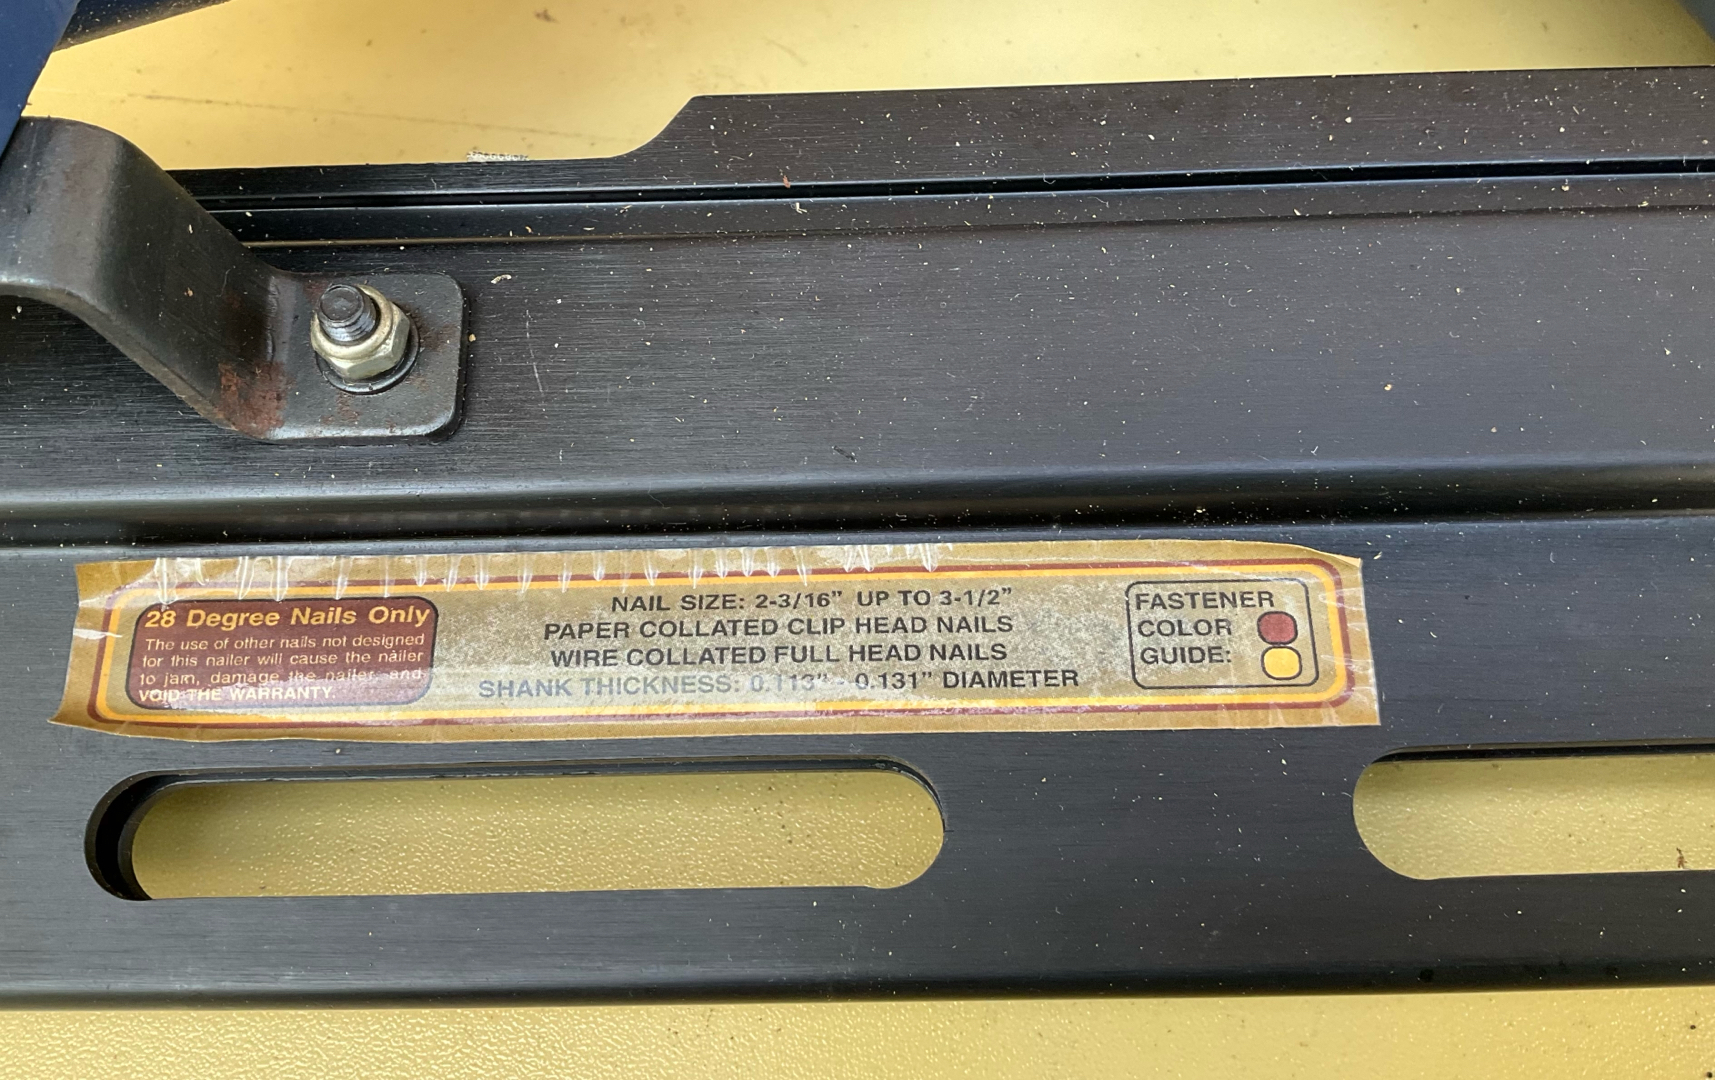 28 Degree Nails Only
The use of other nails not designed
for this nailer will cause the nailer
to jam, damage the nailer, and
VOID THE WARRANTY.
NAIL SIZE: 2-3/16” UP TO 3-1/2”
PAPER COLLATED CLIP HEAD NAILS
WIRE COLLATED FULL HEAD NAILS
SHANK THICKNESS: 0.113” - 0.131” DIAMETER
FASTENER
COLOR
GUIDE: